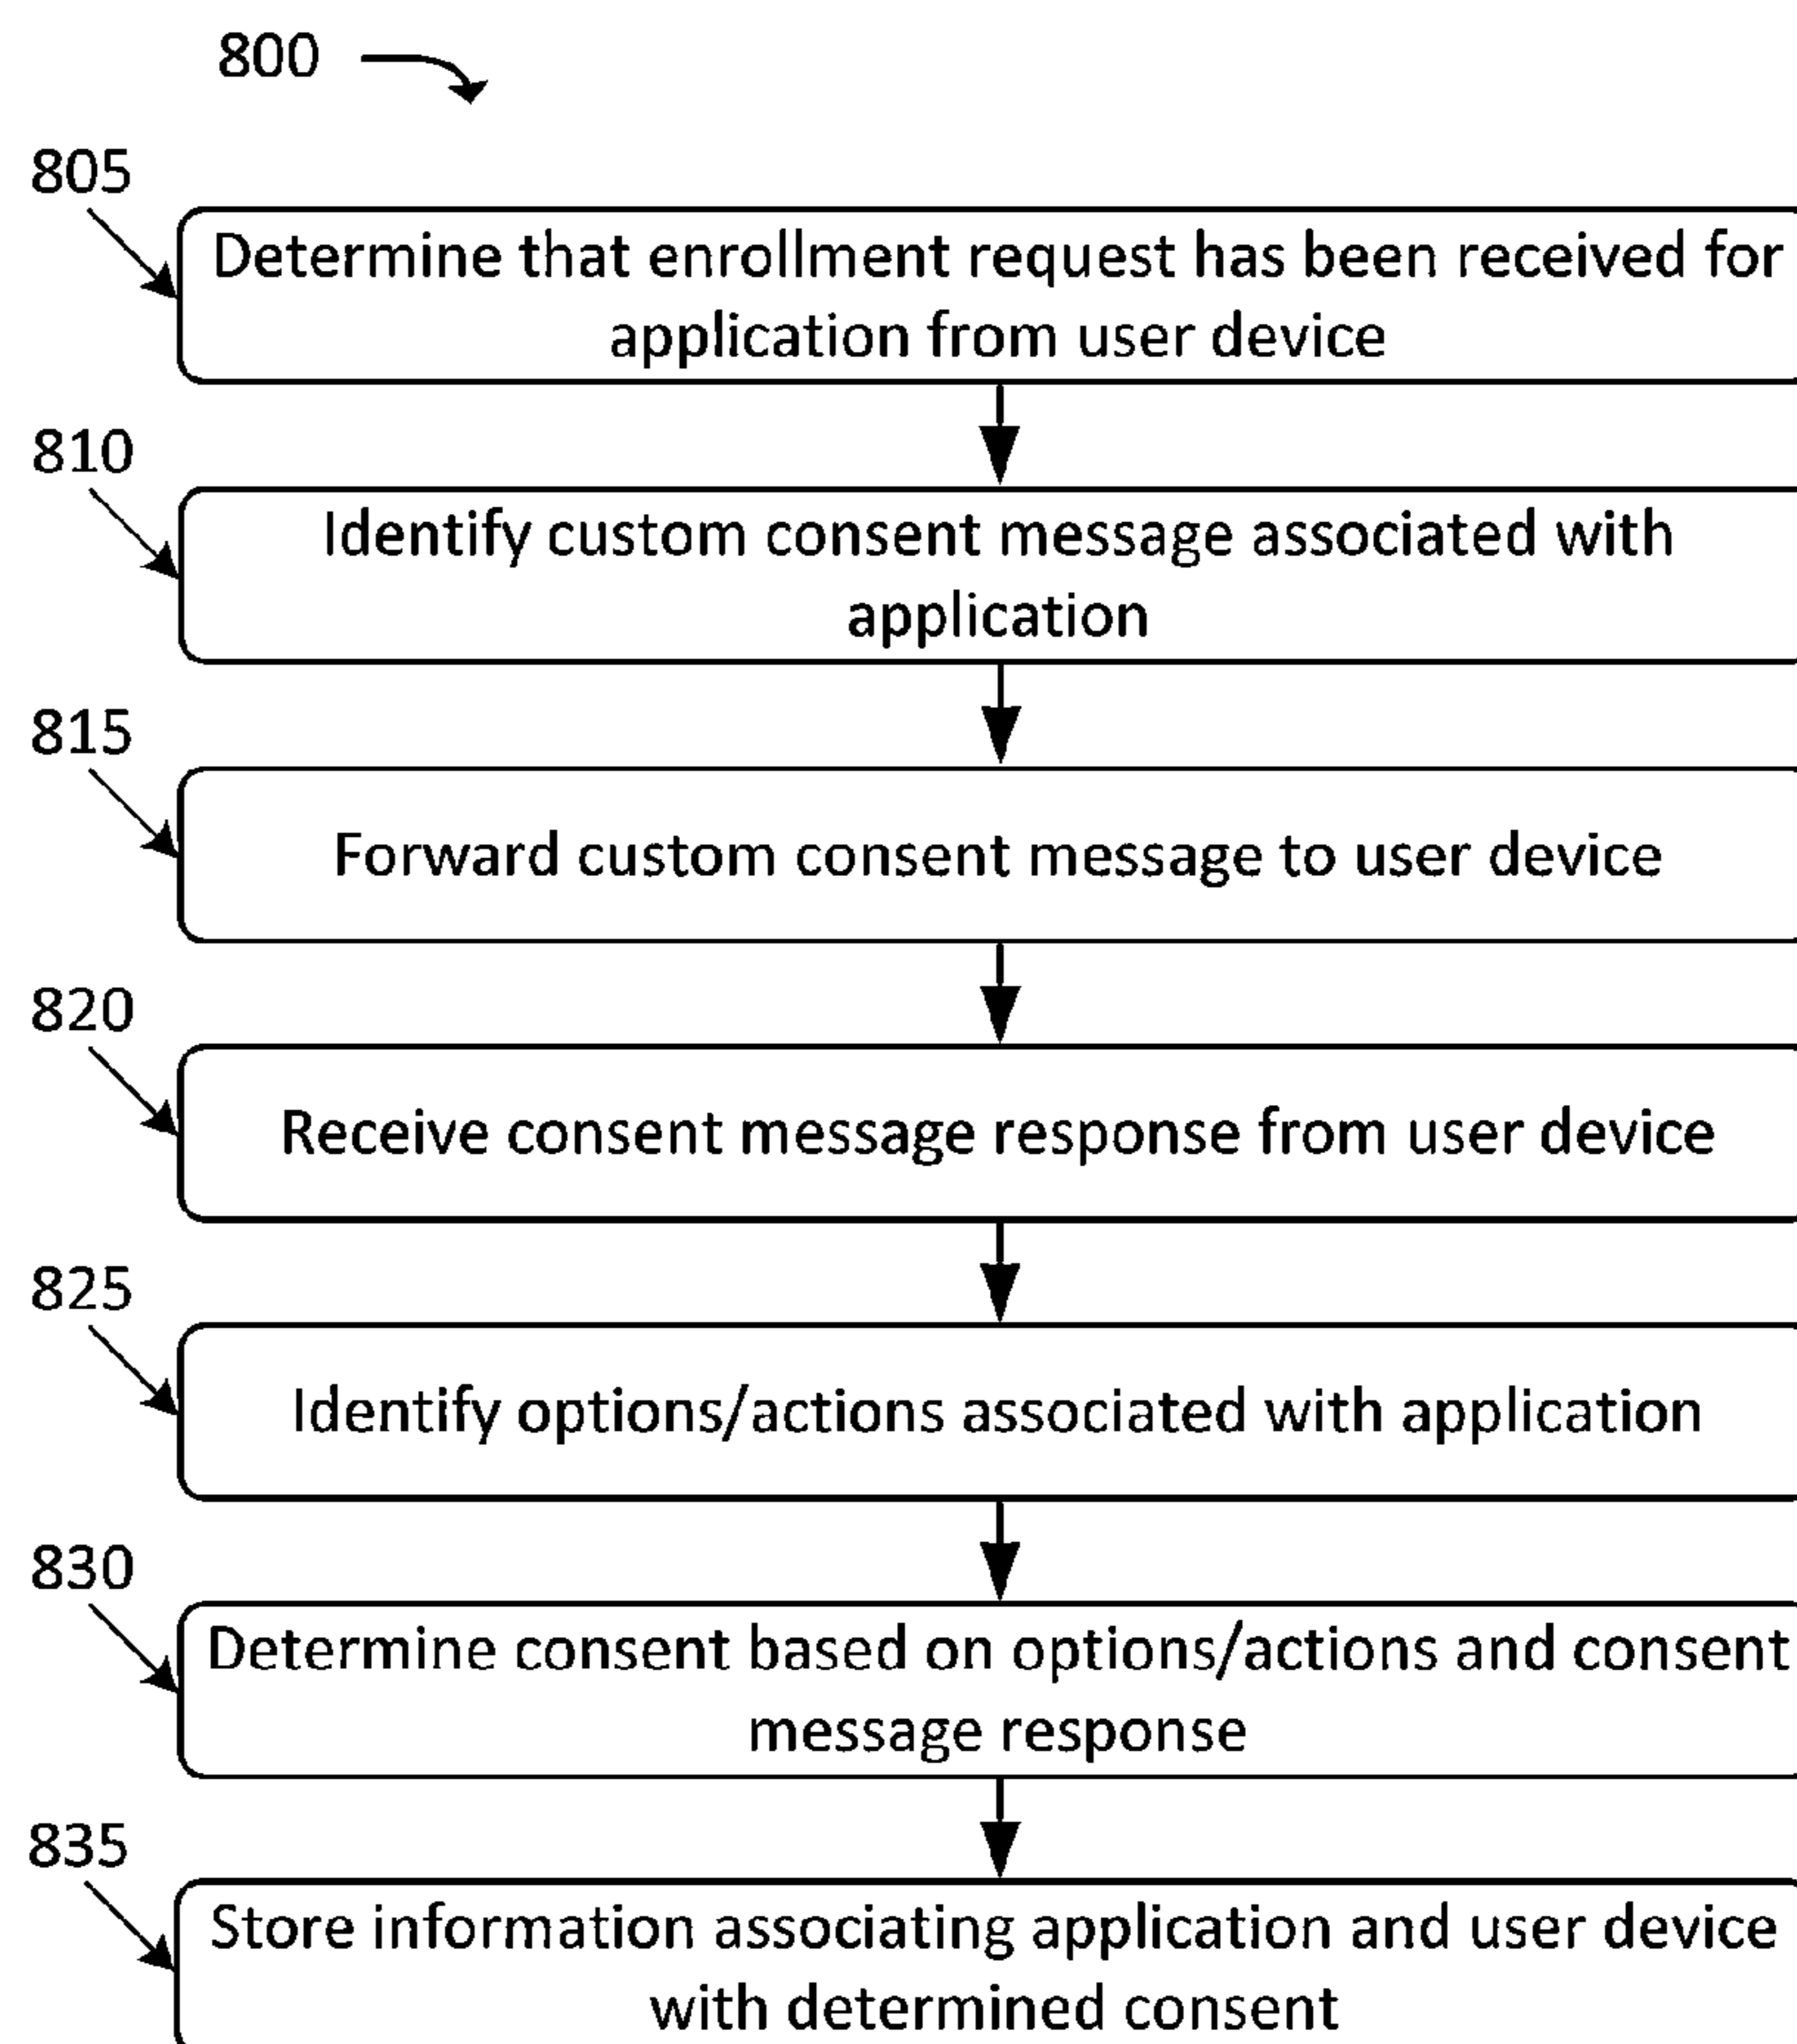 800
805
Determine that enrollment request has been received for
application from user device
810
Identify custom consent message associated with
application
815
Forward custom consent message to user device
820
Receive consent message response from user device
825
Identify options/actions associated with application
830
Determine consent based on options/actions and consent
message response
835
Store information associating application and user device
with determined consent